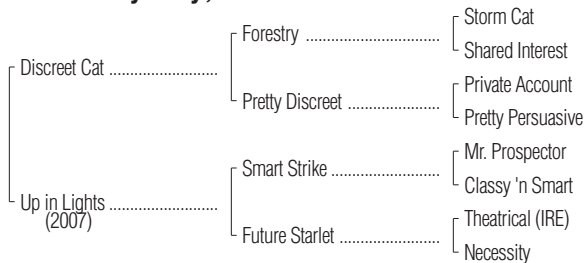 Storm Cat
Forestry ..................................
Shared Interest
Discreet Cat ...........................
Private Account
Pretty Discreet ...........................
Pretty Persuasive
Mr. Prospector
Smart Strike ...........................
Classy 'n Smart
Up in Lights ...........................
(2007)
Theatrical (IRE)
Future Starlet .........................
Necessity